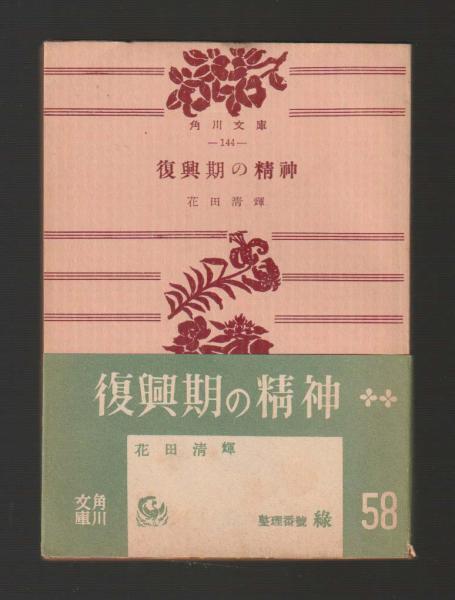 角川文庫
—144—
復興期の精神
花田清輝
復興期の精神
花田清輝
角川文庫
整理番號 綠
58